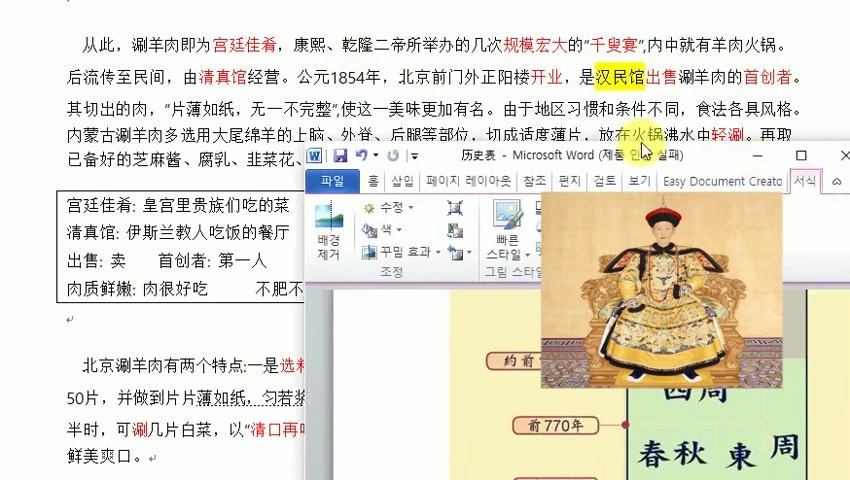 从此，涮羊肉即为宫廷佳肴，康熙、乾隆二帝所举办的几次规模宏大的“千叟宴”,内中就有羊肉火锅。
后流传至民间，由清真馆经营。公元1854年，北京前门外正阳楼开业，是汉民馆出售涮羊肉的首创者。
其切出的肉，“片薄如纸，无一不完整”,使这一美味更加有名。由于地区习惯和条件不同，食法各具风格。
内蒙古涮羊肉多选用大尾绵羊的上脑、外脊、后腿等部位，切成适度薄片，放在火锅沸水中轻涮。再取
已备好的芝麻酱、腐乳、韭菜花、
宫廷佳肴: 皇宫里贵族们吃的菜
清真馆: 伊斯兰教人吃饭的餐厅
出售: 卖 首创者: 第一人
肉质鲜嫩: 肉很好吃 不肥不
北京涮羊肉有两个特点:一是选料
50片，并做到片片薄如纸，匀若浆
半时，可涮几片白菜，以“清口再吃
鲜美爽口。
历史表 - Microsoft Word (제품 인증 실패)
파일 홈 삽입 페이지 레이아웃 참조 편지 검토 보기 Easy Document Creato 서식
배경 제거
수정
색
꾸밈 효과
조정
빠른 스타일
그림 스타일
約前
西周
前770年
春秋 東 周